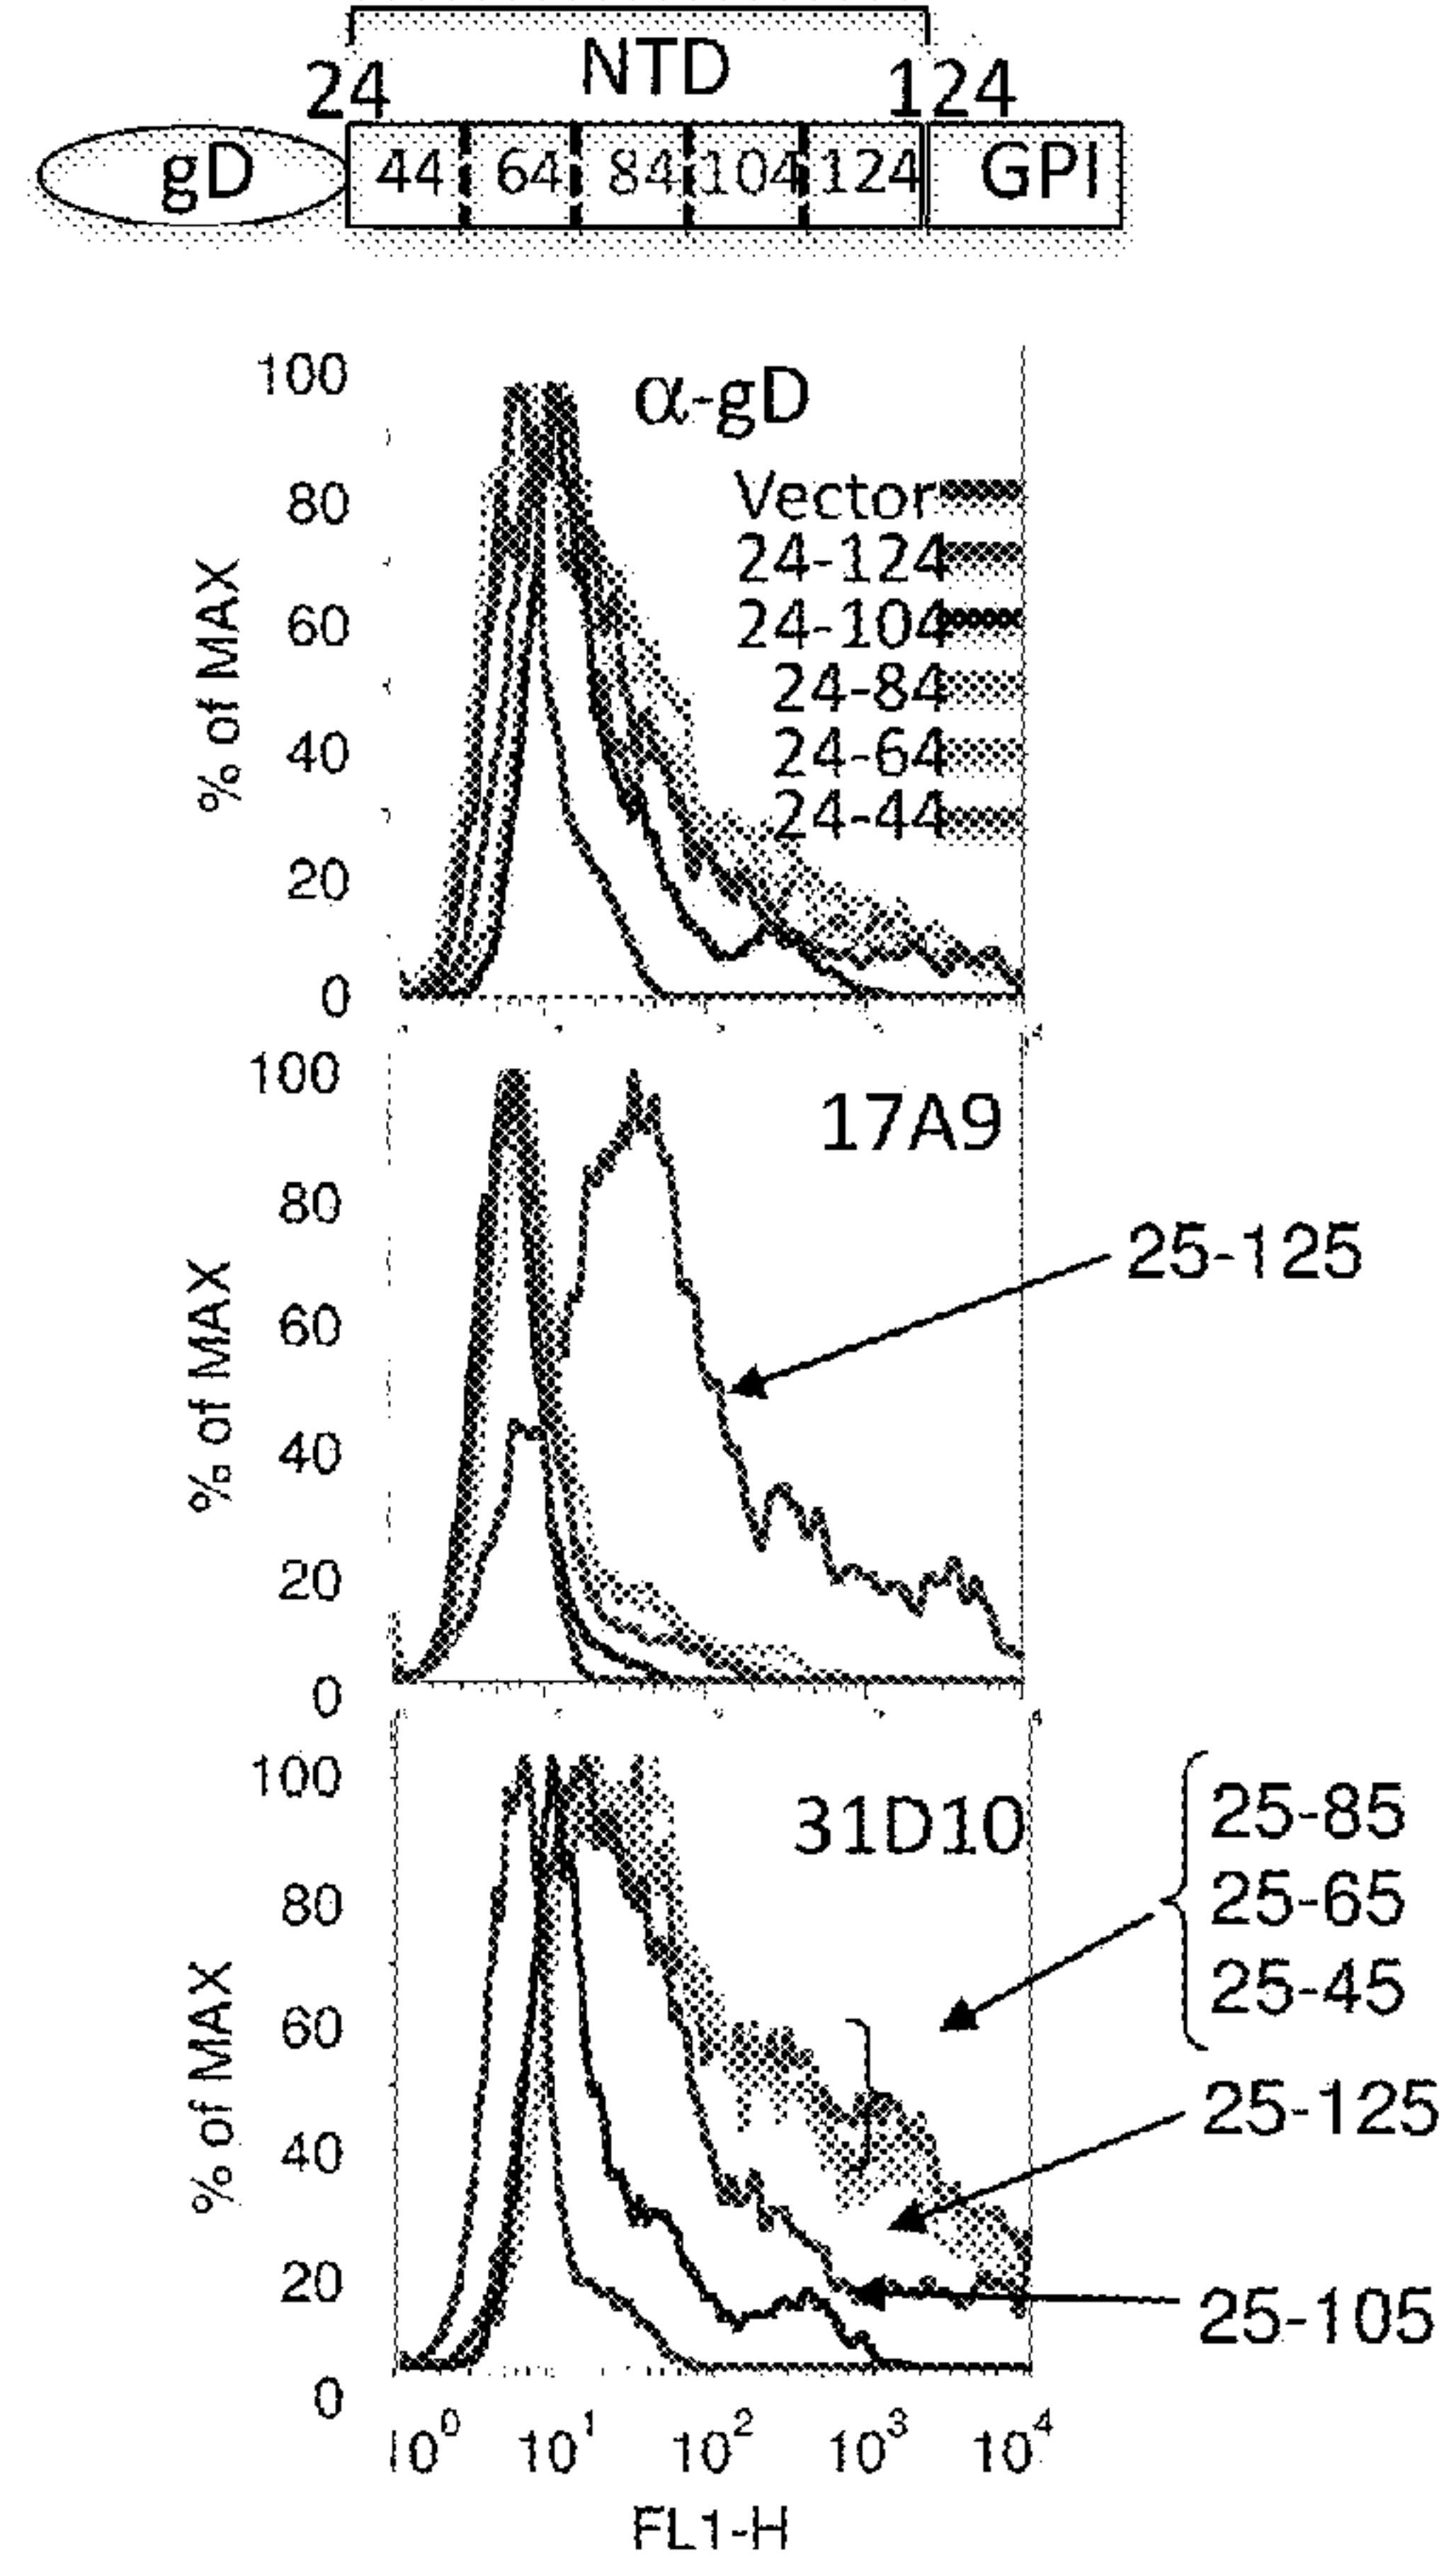 NTD
24 124
gD 44 64 84 104 124 GPI
α-gD
100
80
60
40
20
0
% of MAX
Vector
24-124
24-104
24-84
24-64
24-44
17A9
100
80
60
40
20
0
% of MAX
25-125
31D10
100
80
60
40
20
0
% of MAX
25-85
25-65
25-45
25-125
25-105
10⁰ 10¹ 10² 10³ 10⁴
FL1-H